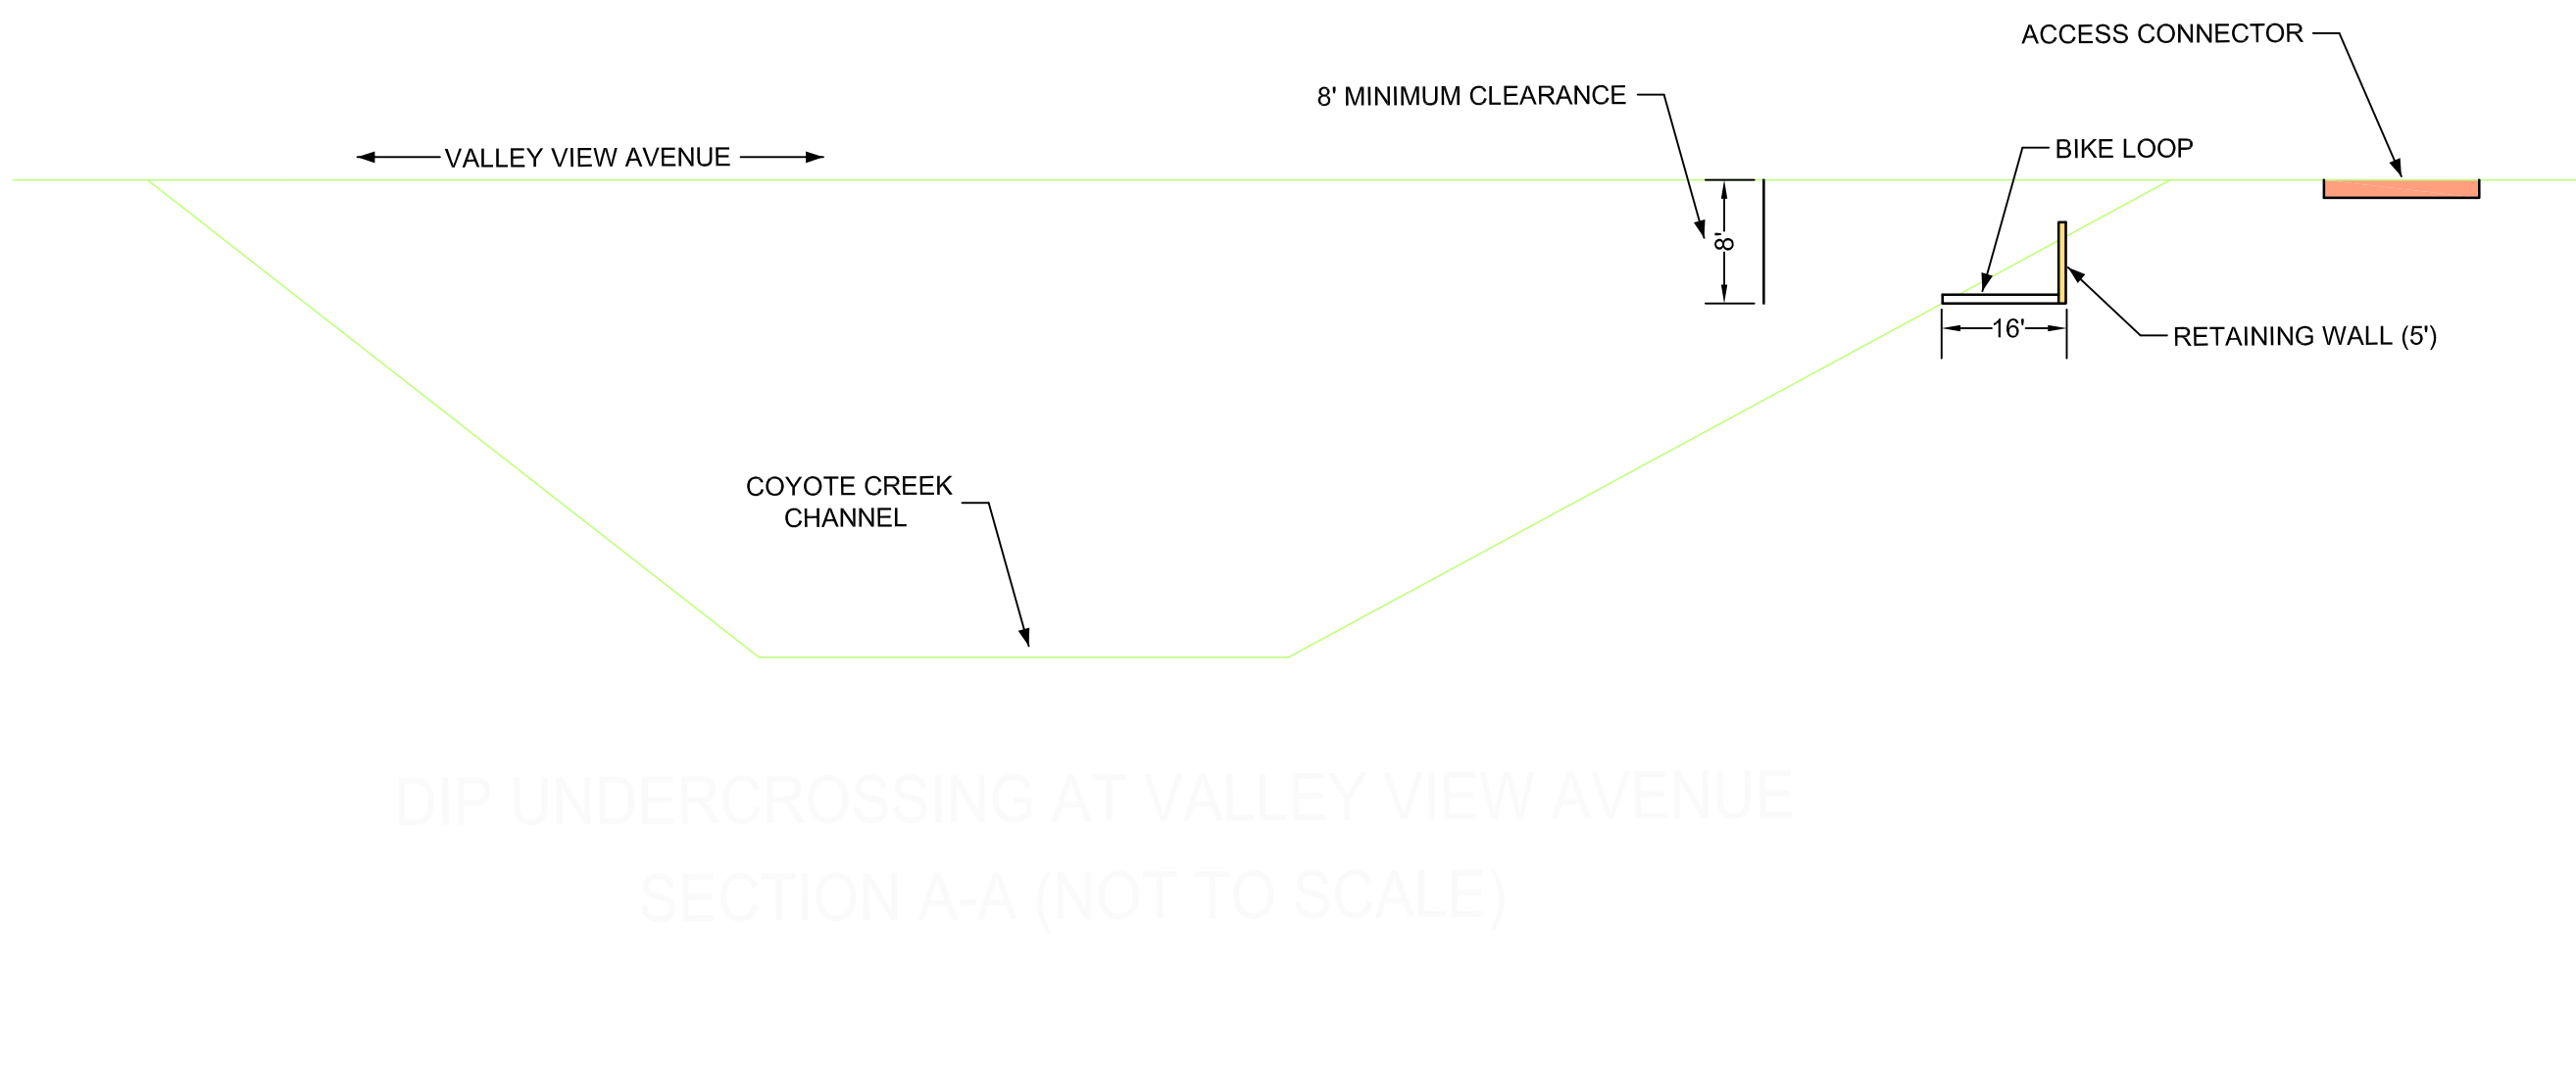 ACCESS CONNECTOR
8' MINIMUM CLEARANCE
BIKE LOOP
VALLEY VIEW AVENUE
8'
16'
RETAINING WALL (5')
COYOTE CREEK
CHANNEL
DIP UNDERCROSSING AT VALLEY VIEW AVENUE
SECTION A-A (NOT TO SCALE)